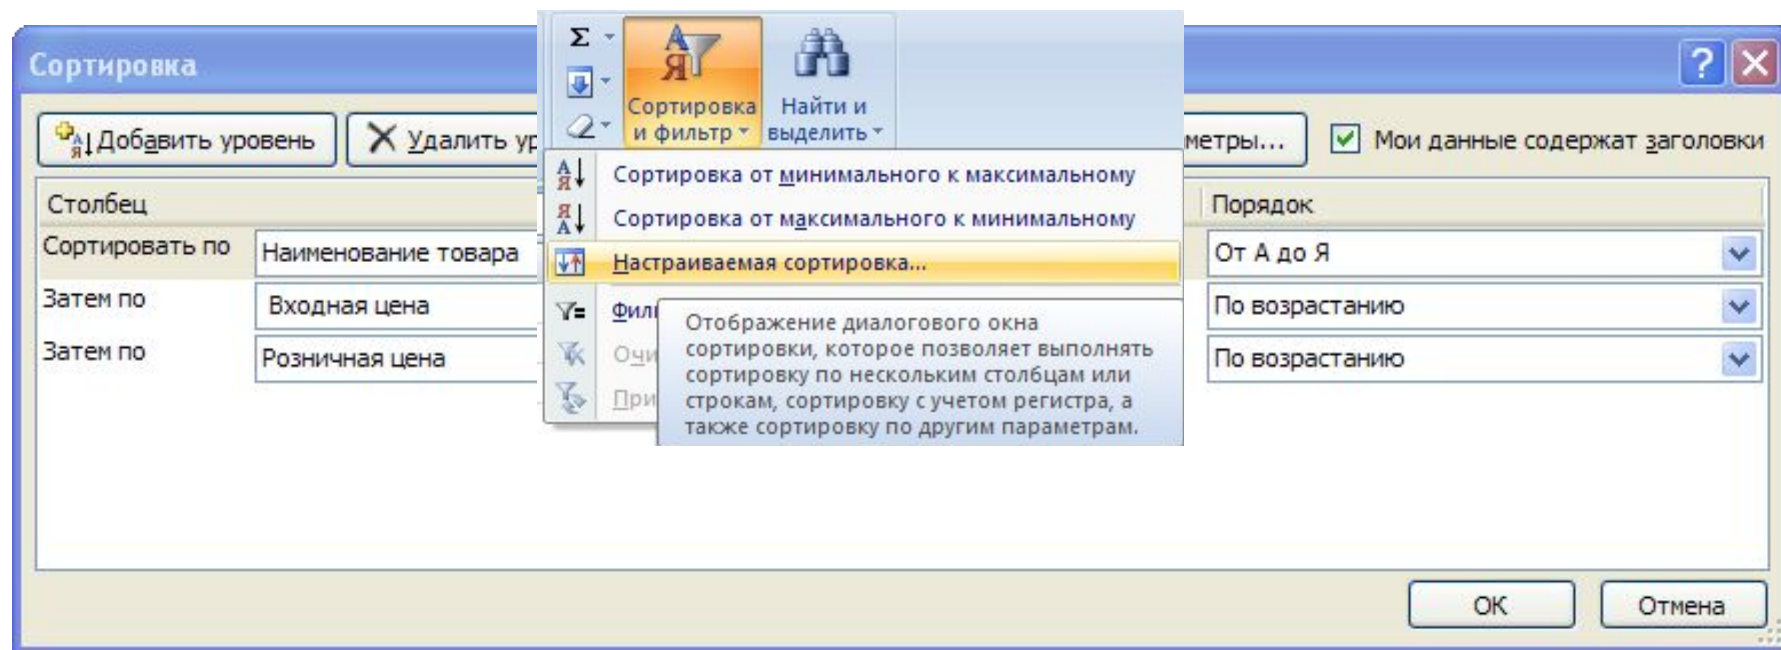 Сортировка
Σ
Сортировка
и фильтр
Найти и
выделить
Добавить уровень
Удалить
Мои данные содержат заголовки
Сортировка от минимального к максимальному
Сортировка от максимального к минимальному
Настраиваемая сортировка...
Столбец
Порядок
Сортировать по
Наименование товара
От А до Я
Затем по
Входная цена
По возрастанию
Затем по
Розничная цена
По возрастанию
Отображение диалогового окна
сортировки, которое позволяет выполнять
сортировку по нескольким столбцам или
строкам, сортировку с учетом регистра, а
также сортировку по другим параметрам.
ОК
Отмена